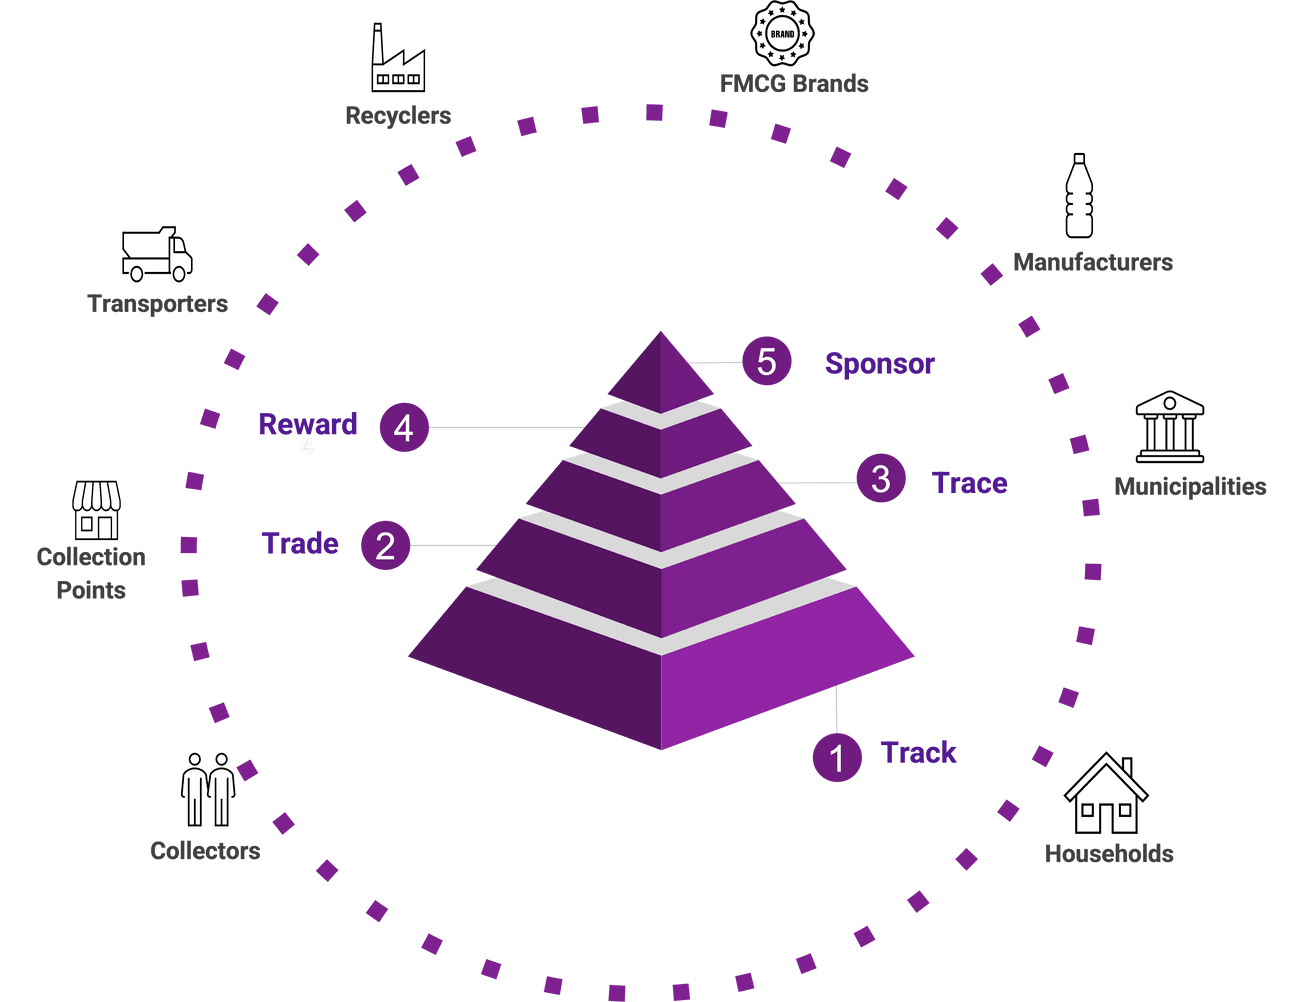 BRAND
FMCG Brands
Recyclers
Manufacturers
Transporters
5
Sponsor
Reward
4
4
3
Trace
Municipalities
Trade
2
Collection
Points
1
Track
Collectors
Households